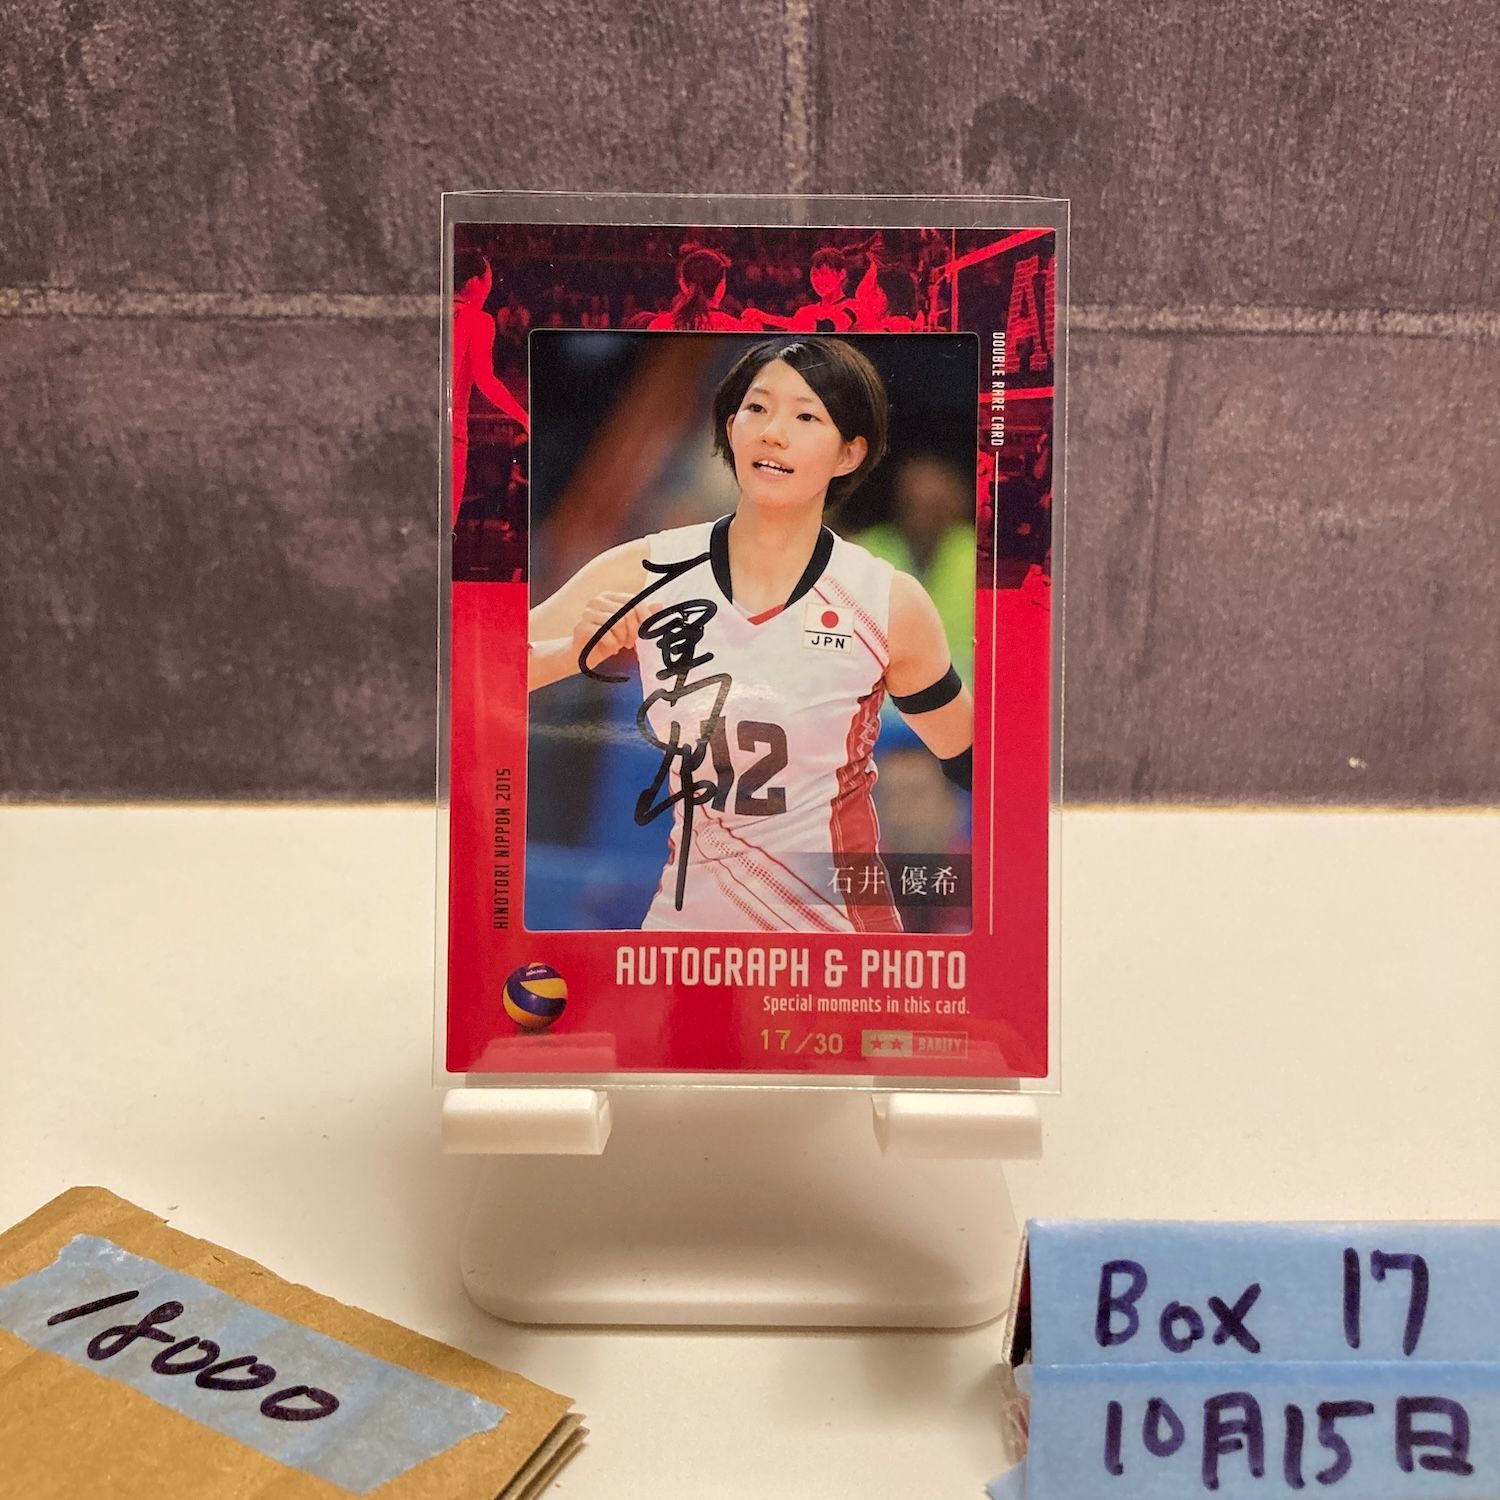 DOUBLE RARE CARD
JPN
12
石井 優希
HINOTORI NIPPON 2015
AUTOGRAPH & PHOTO
Special moments in this card.
17/30 ★★ RARITY
18000
Box 17
10月15日